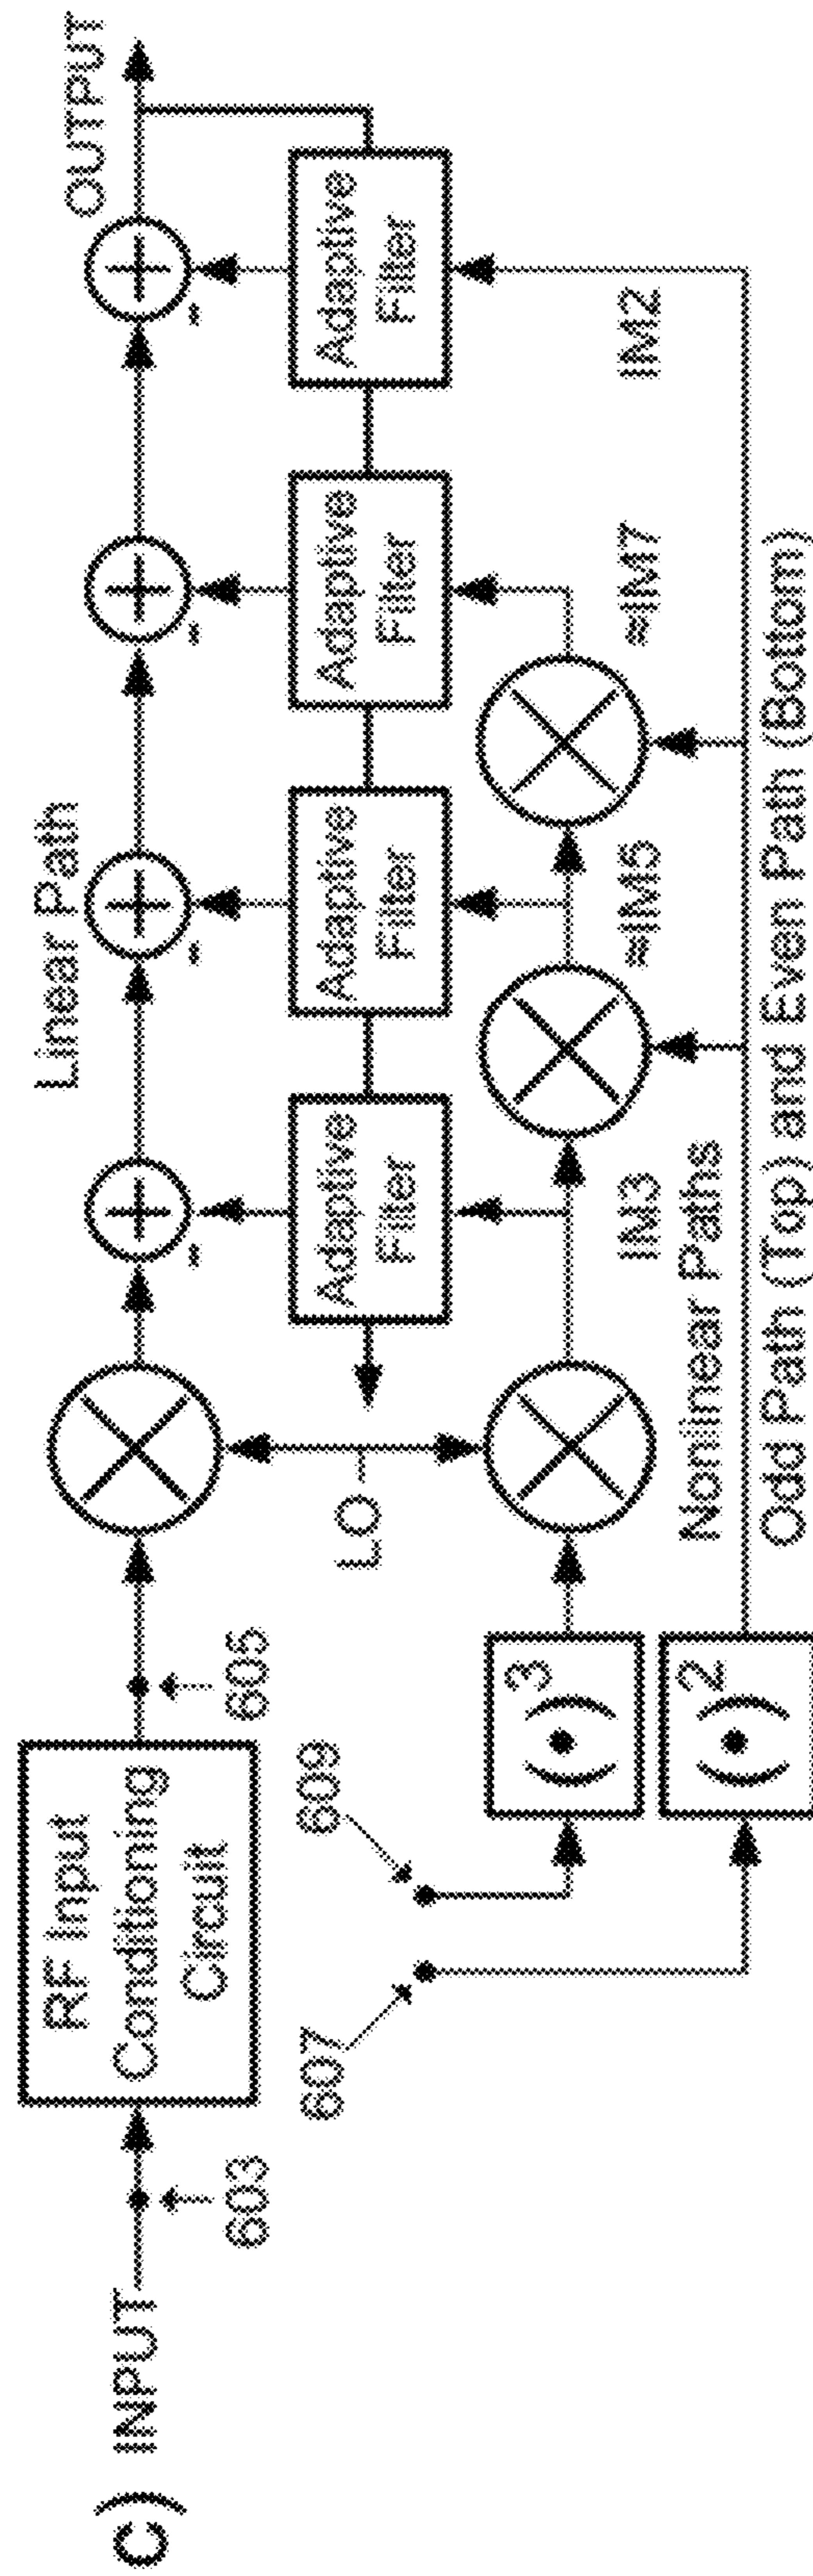 C) INPUT
603
RF Input
Conditioning
Circuit
605
607
609
(•)3
(•)2
LO
Linear Path
Adaptive
Filter
Adaptive
Filter
Adaptive
Filter
Adaptive
Filter
-
-
-
-
OUTPUT
IM3
≈IM5
≈IM7
IM2
Nonlinear Paths
Odd Path (Top) and Even Path (Bottom)